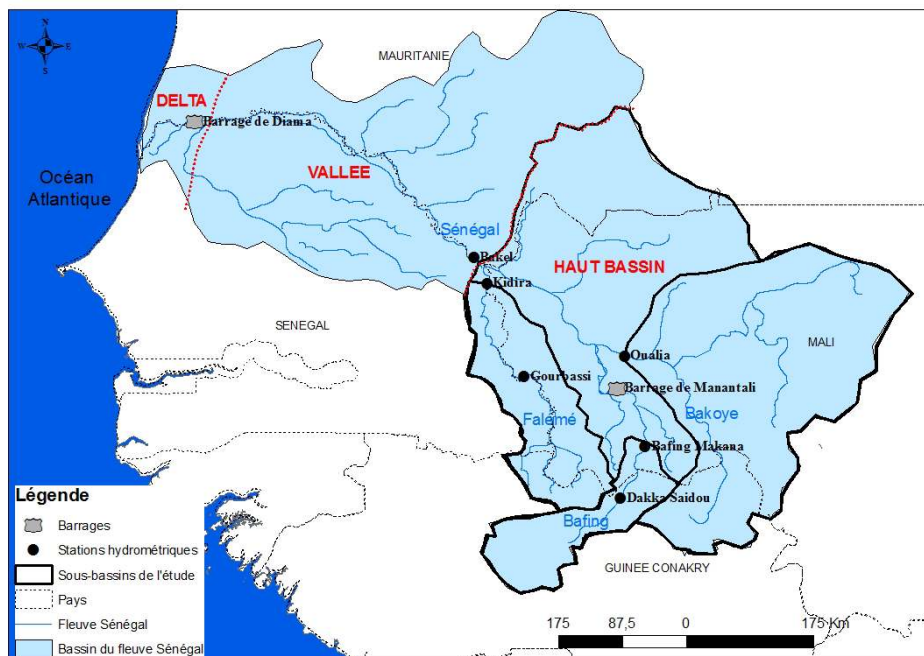 N
W E
S
MAURITANIE
DELTA
Barrage de Diama
VALLEE
Océan
Atlantique
Sénégal
Bakel
HAUT BASSIN
Kidira
SENEGAL
MALI
Oualia
Gourbassi
Barrage de Manantali
Falémé
Bakoye
Bafing Makana
Dakka Saidou
Bafing
GUINEE CONAKRY
Légende
Barrages
Stations hydrométriques
Sous-bassins de l'étude
Pays
Fleuve Sénégal
Bassin du fleuve Sénégal
175 87,5 0 175 Km